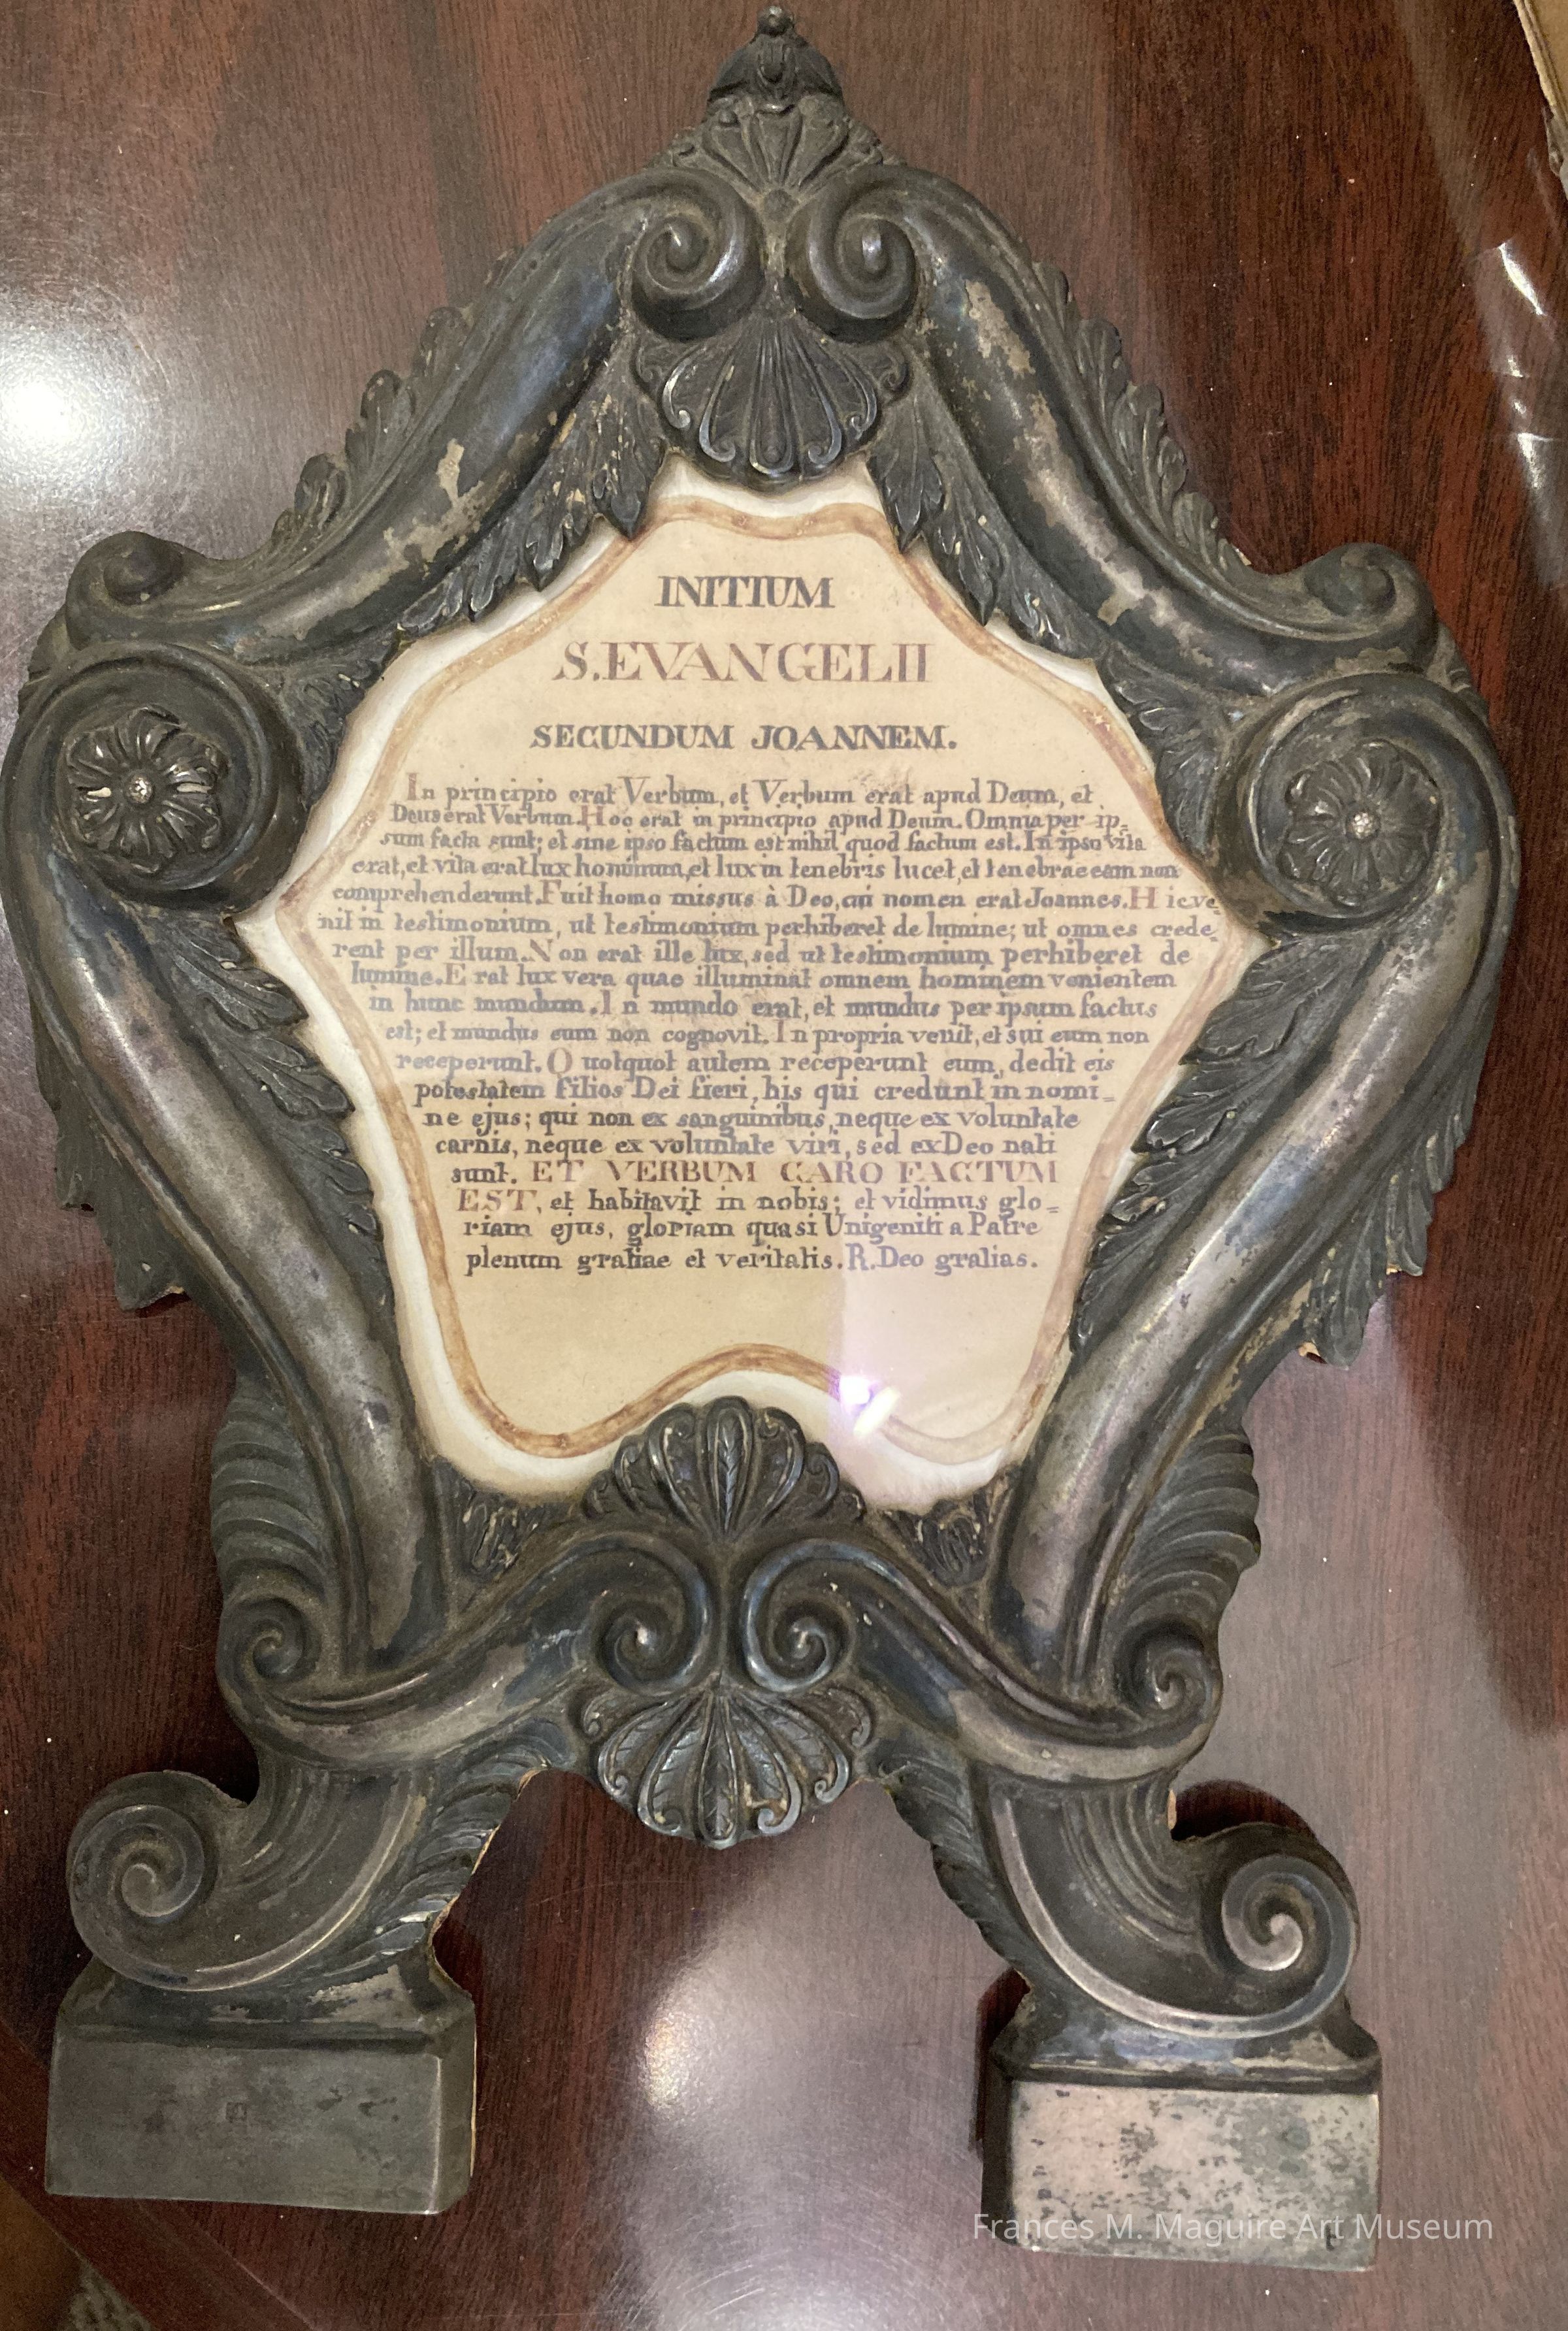 INITIUM
S. EVANGELII
SECUNDUM JOANNEM.
In principio erat Verbum, et Verbum erat apud Deum, et
Deus erat Verbum. Hoc erat in principio apud Deum. Omnia per ip=
sum facta sunt; et sine ipso factum est nihil quod factum est. In ipso vita
erat, et vita erat lux hominum, et lux in tenebris lucet, et tenebrae eam non
comprehenderunt. Fuit homo missus à Deo, cui nomen erat Joannes. Hic ve=
nit in testimonium, ut testimonium perhiberet de lumine; ut omnes crede=
rent per illum. Non erat ille lux, sed ut testimonium perhiberet de
lumine. Erat lux vera quae illuminat omnem hominem venientem
in hunc mundum. In mundo erat, et mundus per ipsum factus
est; et mundus eum non cognovit. In propria venit, et sui eum non
receperunt. Quotquot autem receperunt eum, dedit eis
potestatem filios Dei fieri, his qui credunt in nomi=
ne ejus; qui non ex sanguinibus, neque ex voluntate
carnis, neque ex voluntate viri, sed ex Deo nati
sunt. ET VERBUM CARO FACTUM
EST, et habitavit in nobis; et vidimus glo=
riam ejus, gloriam quasi Unigeniti a Patre
plenum gratiae et veritatis. R. Deo gratias.
Frances M. Maguire Art Museum